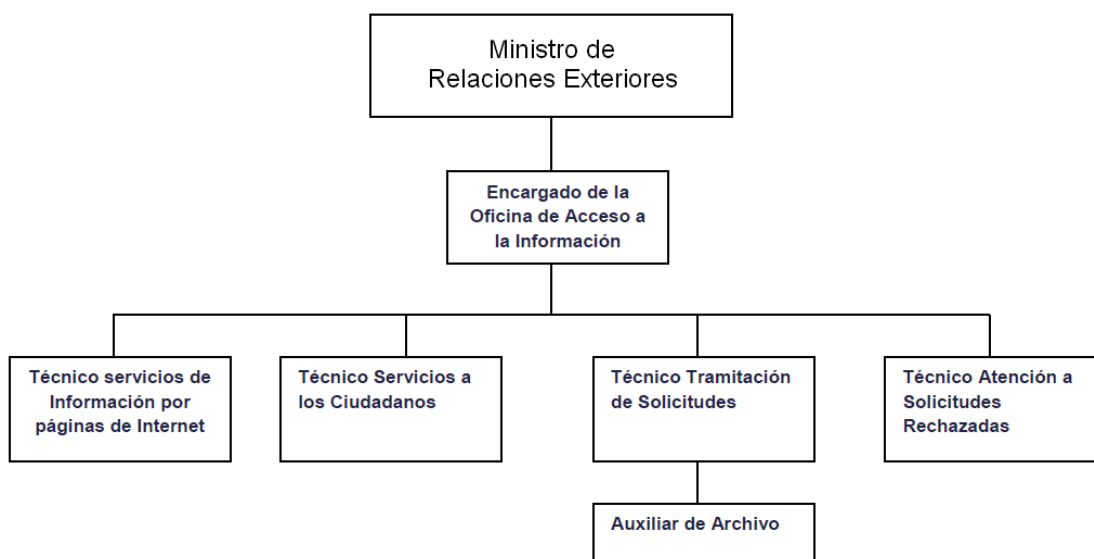 Ministro de
Relaciones Exteriores
Encargado de la
Oficina de Acceso a
la Información
Técnico servicios de
Información por
páginas de Internet
Técnico Servicios a
los Ciudadanos
Técnico Tramitación
de Solicitudes
Técnico Atención a
Solicitudes
Rechazadas
Auxiliar de Archivo